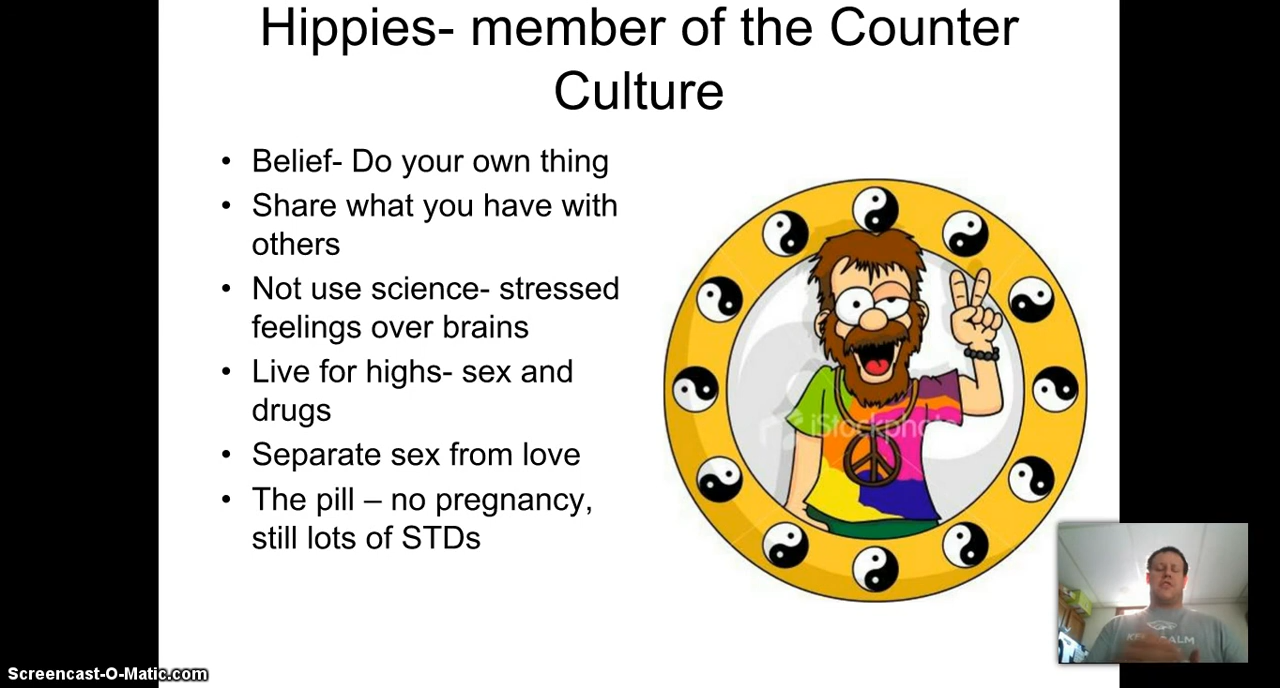 Hippies- member of the Counter
Culture
• Belief- Do your own thing
• Share what you have with
others
• Not use science- stressed
feelings over brains
• Live for highs- sex and
drugs
• Separate sex from love
• The pill – no pregnancy,
still lots of STDs
iStockphoto
CALM
Screencast-O-Matic.com